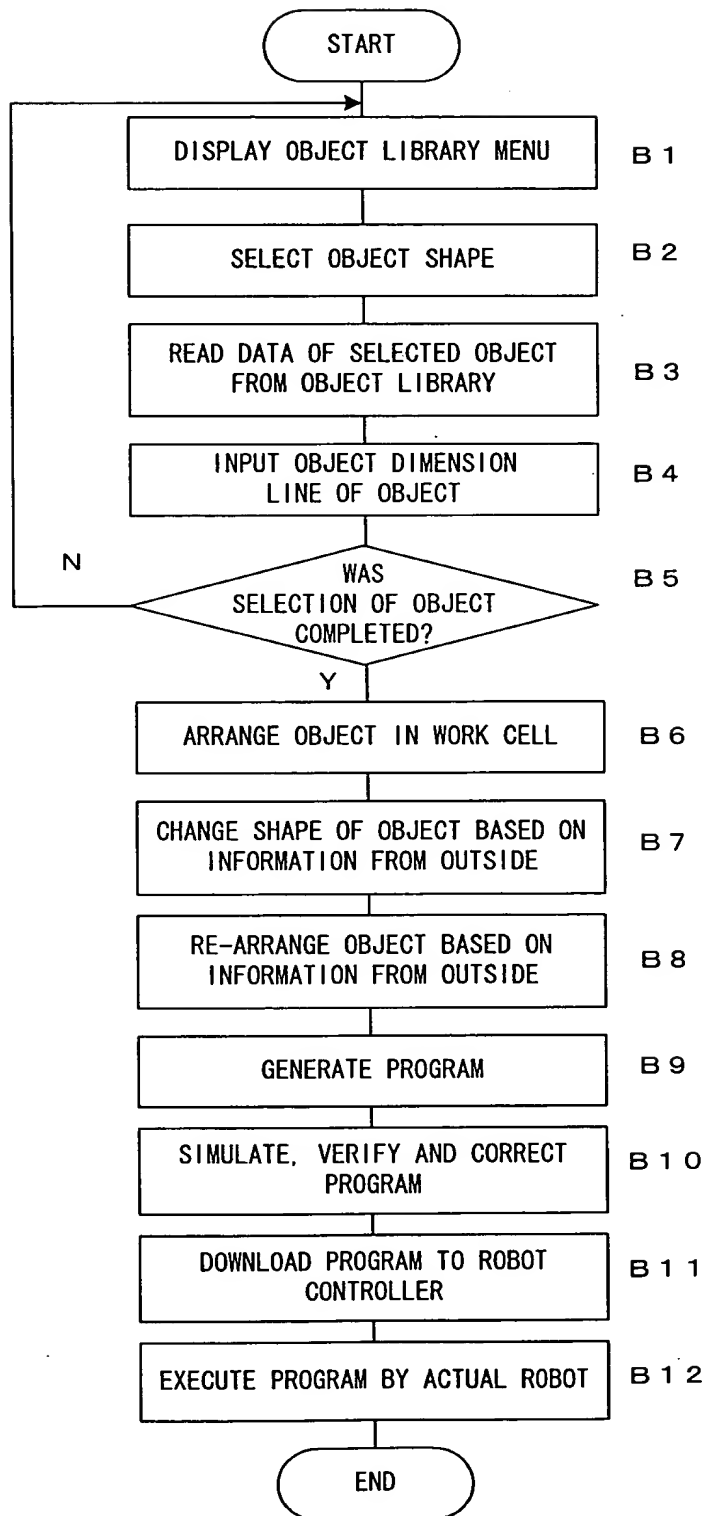 START
DISPLAY OBJECT LIBRARY MENU
B1
SELECT OBJECT SHAPE
B2
READ DATA OF SELECTED OBJECT
FROM OBJECT LIBRARY
B3
INPUT OBJECT DIMENSION
LINE OF OBJECT
B4
N
WAS
SELECTION OF OBJECT
COMPLETED?
B5
Y
ARRANGE OBJECT IN WORK CELL
B6
CHANGE SHAPE OF OBJECT BASED ON
INFORMATION FROM OUTSIDE
B7
RE-ARRANGE OBJECT BASED ON
INFORMATION FROM OUTSIDE
B8
GENERATE PROGRAM
B9
SIMULATE, VERIFY AND CORRECT
PROGRAM
B10
DOWNLOAD PROGRAM TO ROBOT
CONTROLLER
B11
EXECUTE PROGRAM BY ACTUAL ROBOT
B12
END